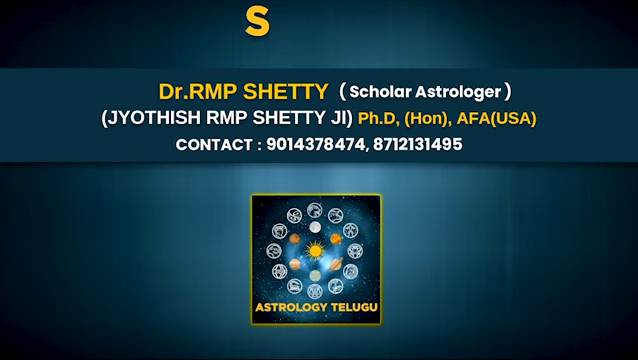 S
Dr.RMP SHETTY ( Scholar Astrologer )
(JYOTHISH RMP SHETTY JI) Ph.D, (Hon), AFA(USA)
CONTACT : 9014378474, 8712131495
ASTROLOGY TELUGU